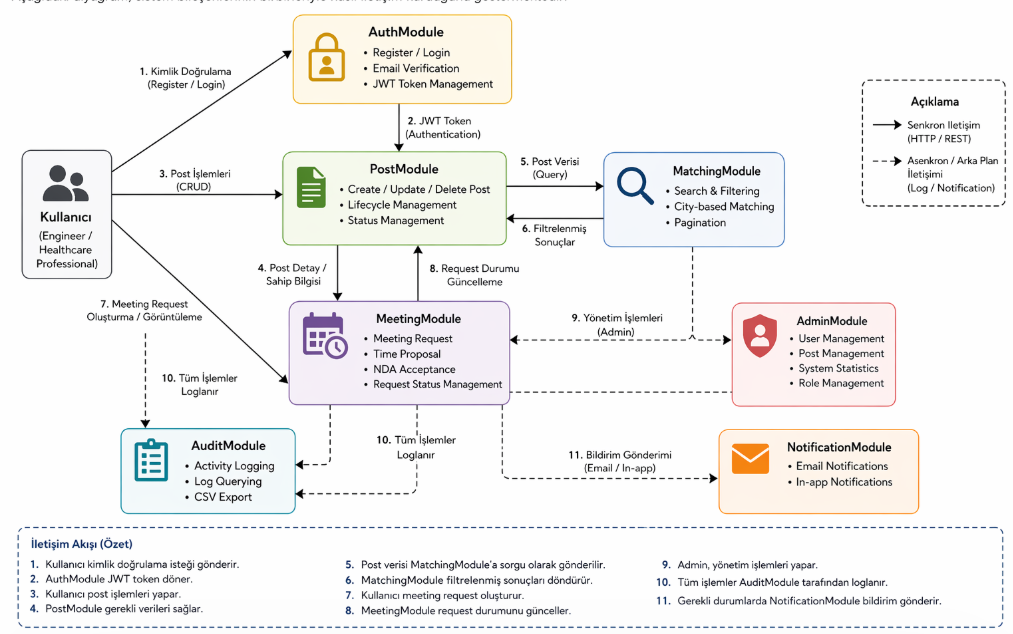 Aşağıdaki diyagram, sistem bileşenlerinin birbirleriyle nasıl iletişim kurduğunu göstermektedir
AuthModule
• Register / Login
• Email Verification
• JWT Token Management
1. Kimlik Doğrulama
(Register / Login)
2. JWT Token
(Authentication)
Açıklama
Senkron İletişim
(HTTP / REST)
Asenkron / Arka Plan
İletişimi
(Log / Notification)
Kullanıcı
(Engineer /
Healthcare
Professional)
3. Post İşlemleri
(CRUD)
PostModule
• Create / Update / Delete Post
• Lifecycle Management
• Status Management
5. Post Verisi
(Query)
6. Filtrelenmiş
Sonuçlar
MatchingModule
• Search & Filtering
• City-based Matching
• Pagination
4. Post Detay /
Sahip Bilgisi
8. Request Durumu
Güncelleme
7. Meeting Request
Oluşturma / Görüntüleme
MeetingModule
• Meeting Request
• Time Proposal
• NDA Acceptance
• Request Status Management
9. Yönetim İşlemleri
(Admin)
AdminModule
• User Management
• Post Management
• System Statistics
• Role Management
10. Tüm İşlemler
Loglanır
AuditModule
• Activity Logging
• Log Querying
• CSV Export
10. Tüm İşlemler
Loglanır
11. Bildirim Gönderimi
(Email / In-app)
NotificationModule
• Email Notifications
• In-app Notifications
İletişim Akışı (Özet)
1. Kullanıcı kimlik doğrulama isteği gönderir.
2. AuthModule JWT token döner.
3. Kullanıcı post işlemleri yapar.
4. PostModule gerekli verileri sağlar.
5. Post verisi MatchingModule'a sorgu olarak gönderilir.
6. MatchingModule filtrelenmiş sonuçları döndürür.
7. Kullanıcı meeting request oluşturur.
8. MeetingModule request durumunu günceller.
9. Admin, yönetim işlemleri yapar.
10. Tüm işlemler AuditModule tarafından loglanır.
11. Gerekli durumlarda NotificationModule bildirim gönderir.